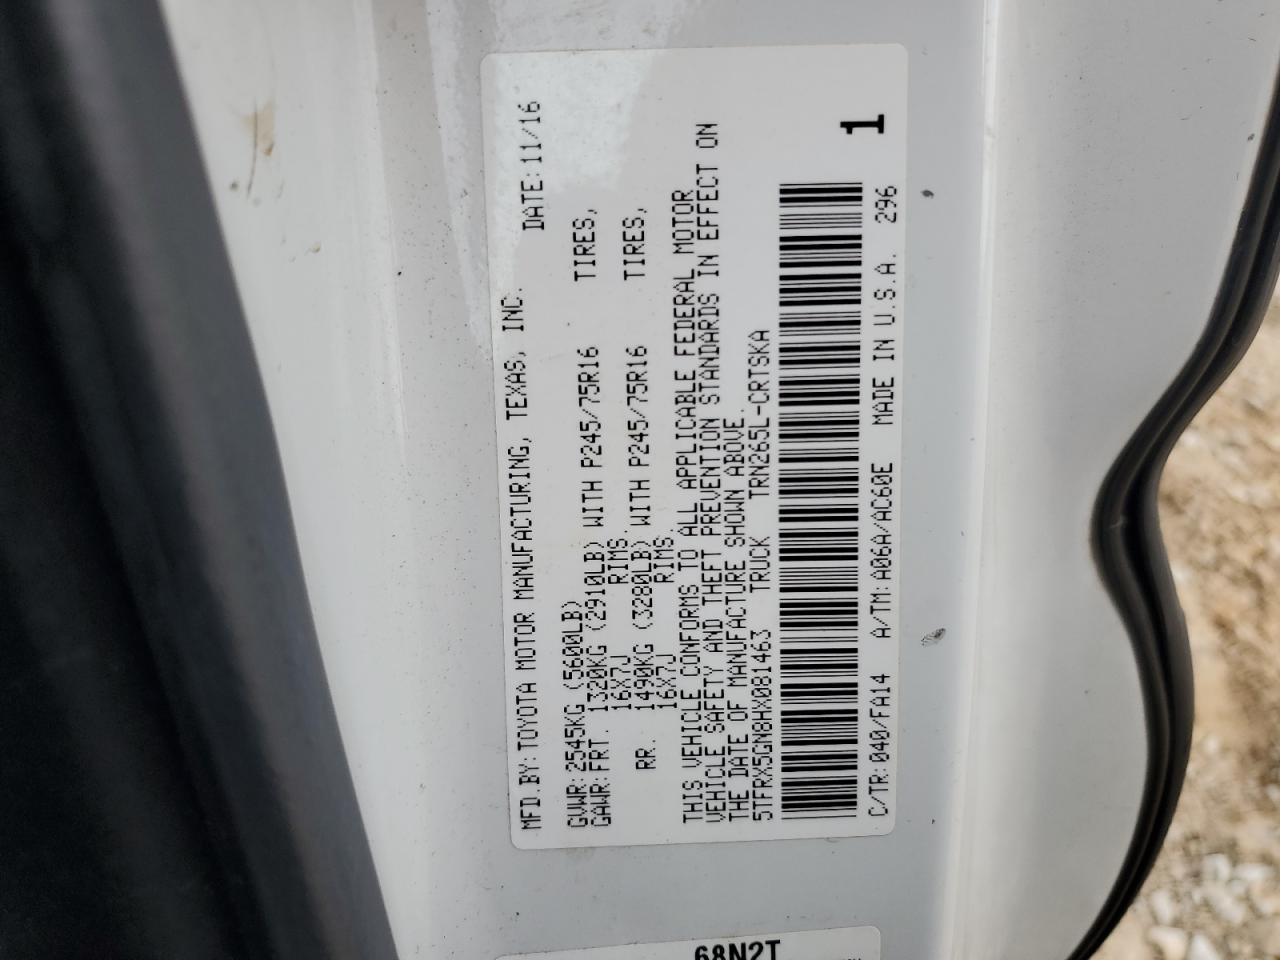 MFD.BY:TOYOTA MOTOR MANUFACTURING, TEXAS, INC. DATE:11/16
GVWR:2545KG (5600LB)
GAWR:FRT. 1320KG (2910LB) WITH P245/75R16 TIRES,
16X7J RIMS.
RR. 1490KG (3280LB) WITH P245/75R16 TIRES,
16X7J RIMS.
THIS VEHICLE CONFORMS TO ALL APPLICABLE FEDERAL MOTOR
VEHICLE SAFETY AND THEFT PREVENTION STANDARDS IN EFFECT ON
THE DATE OF MANUFACTURE SHOWN ABOVE.
5TFRX5GN8HX081463 TRUCK TRN265L-CRTSKA
1
C/TR:040/FA14 A/TM:A06A/AC60E MADE IN U.S.A. 296
68N2T